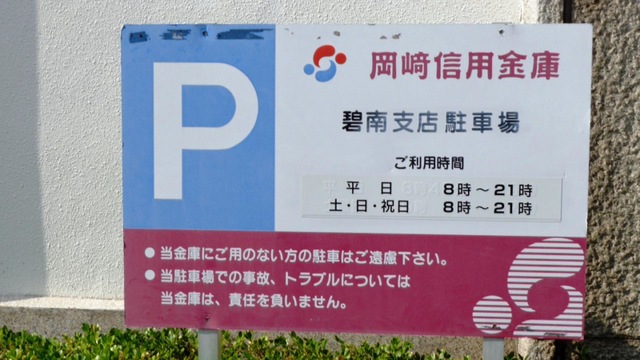 P
岡﨑信用金庫
碧南支店 駐車場
ご利用時間
平日 8時～21時
土・日・祝日 8時～21時
● 当金庫にご用のない方の駐車はご遠慮下さい。
● 当駐車場での事故、トラブルについては
当金庫は、責任を負いません。